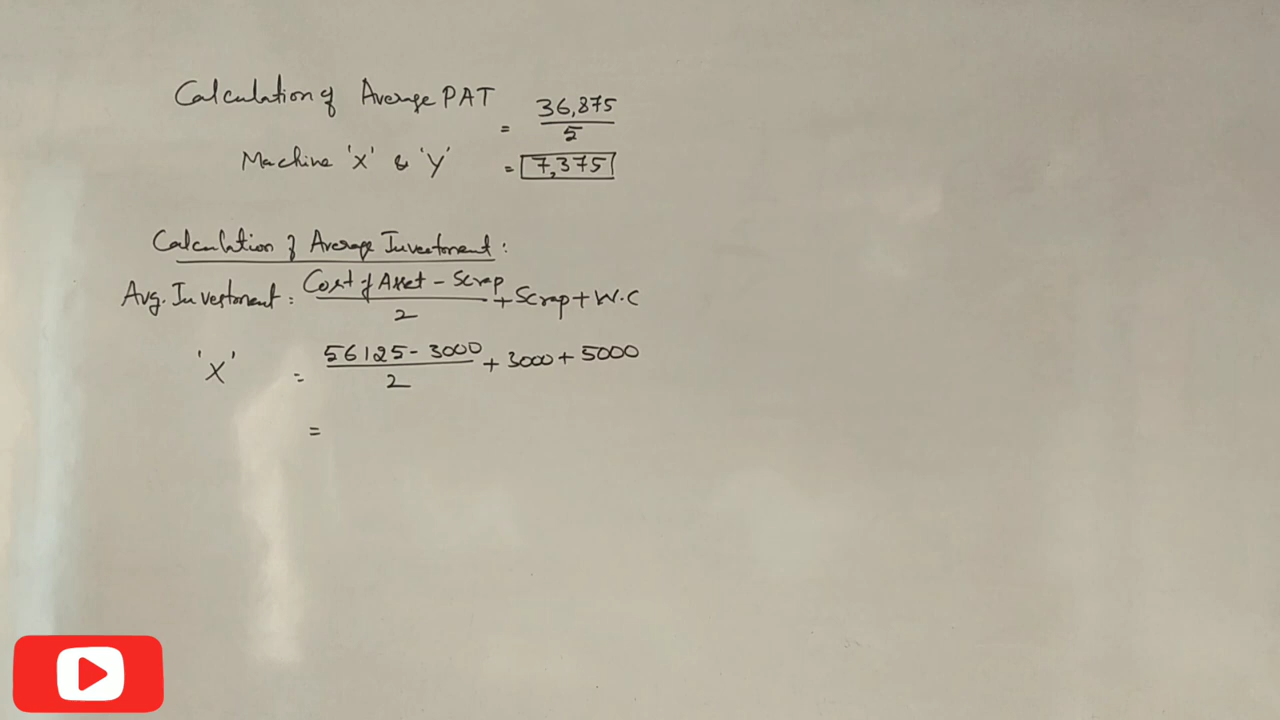 Calculation of Average PAT = 36,875 / 5
Machine 'X' & 'Y' = 7,375
Calculation of Average Investment:
Avg. Investment: Cost of Asset - Scrap / 2 + Scrap + W.C
'X' = 56125 - 3000 / 2 + 3000 + 5000
=